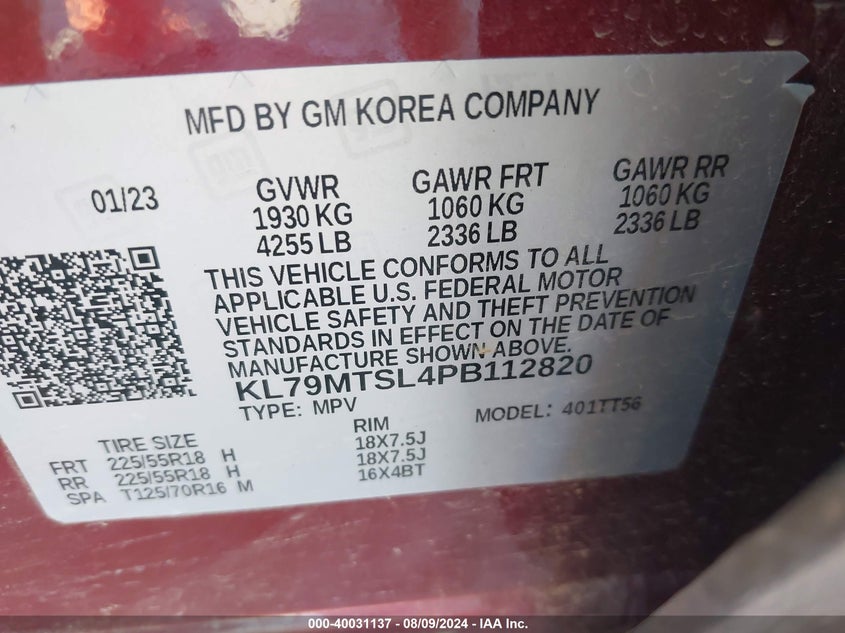 MFD BY GM KOREA COMPANY
01/23
GVWR GAWR FRT GAWR RR
1930 KG 1060 KG 1060 KG
4255 LB 2336 LB 2336 LB
THIS VEHICLE CONFORMS TO ALL
APPLICABLE U.S. FEDERAL MOTOR
VEHICLE SAFETY AND THEFT PREVENTION
STANDARDS IN EFFECT ON THE DATE OF
MANUFACTURE SHOWN ABOVE.
KL79MTSL4PB112820
TYPE: MPV MODEL: 401TT56
TIRE SIZE RIM
FRT 225/55R18 H 18X7.5J
RR 225/55R18 H 18X7.5J
SPA T125/70R16 M 16X4BT
000-40031137 - 08/09/2024 - IAA Inc.